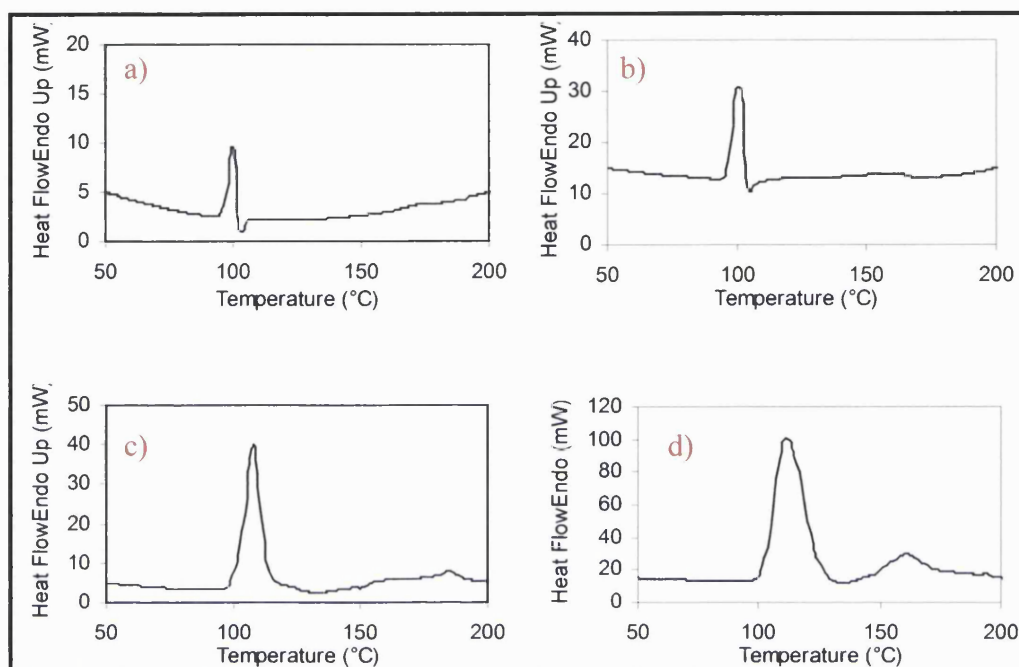 a)
Heat FlowEndo Up (mW)
20
15
10
5
0
50 100 150 200
Temperature (°C)
b)
Heat FlowEndo Up (mW)
40
30
20
10
0
50 100 150 200
Temperature (°C)
c)
Heat FlowEndo Up (mW)
50
40
30
20
10
0
50 100 150 200
Temperature (°C)
d)
Heat FlowEndo (mW)
120
100
80
60
40
20
0
50 100 150 200
Temperature (°C)